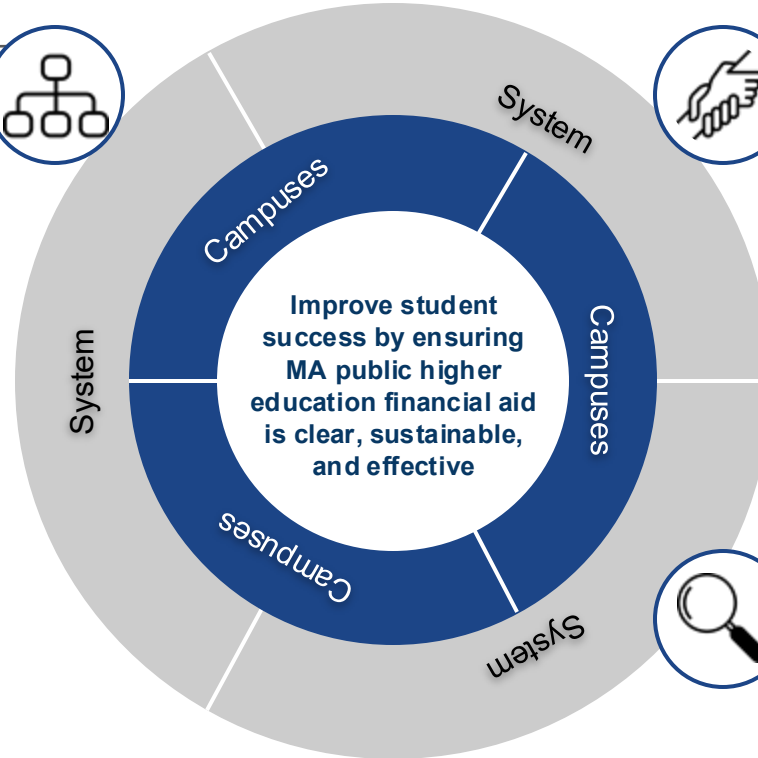 System
Campuses
Improve student
success by ensuring
MA public higher
education financial aid
is clear, sustainable,
and effective
Campuses
System
Campuses
System